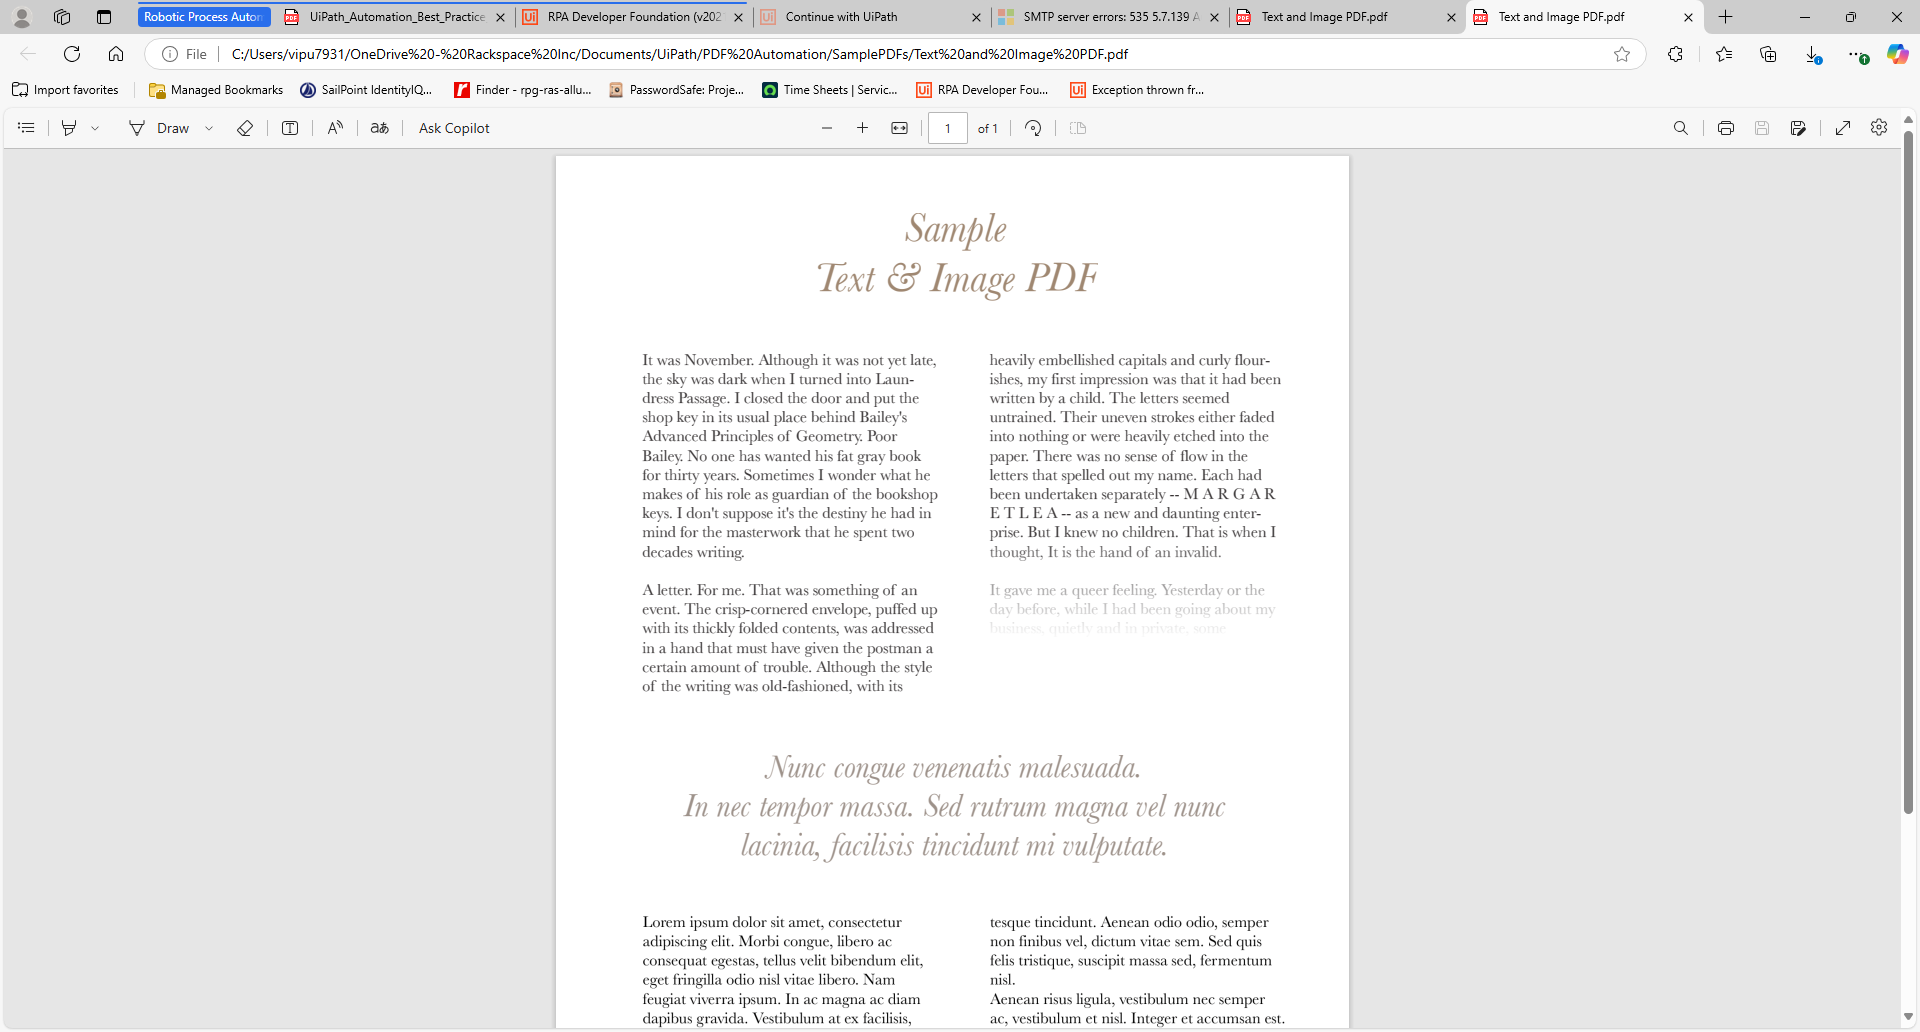 Robotic Process Autom
UiPath_Automation_Best_Practice
RPA Developer Foundation (v202
Continue with UiPath
SMTP server errors: 535 5.7.139 A
Text and Image PDF.pdf
Text and Image PDF.pdf
File
C:/Users/vipu7931/OneDrive%20-%20Rackspace%20Inc/Documents/UiPath/PDF%20Automation/SamplePDFs/Text%20and%20Image%20PDF.pdf
Import favorites
Managed Bookmarks
SailPoint IdentityIQ...
Finder - rpg-ras-allu...
PasswordSafe: Proje...
Time Sheets | Servic...
RPA Developer Fou...
Exception thrown fr...
Draw
Ask Copilot
1 of 1
Sample
Text & Image PDF
It was November. Although it was not yet late,
the sky was dark when I turned into Laun-
dress Passage. I closed the door and put the
shop key in its usual place behind Bailey's
Advanced Principles of Geometry. Poor
Bailey. No one has wanted his fat gray book
for thirty years. Sometimes I wonder what he
makes of his role as guardian of the bookshop
keys. I don't suppose it's the destiny he had in
mind for the masterwork that he spent two
decades writing.
A letter. For me. That was something of an
event. The crisp-cornered envelope, puffed up
with its thickly folded contents, was addressed
in a hand that must have given the postman a
certain amount of trouble. Although the style
of the writing was old-fashioned, with its
heavily embellished capitals and curly flour-
ishes, my first impression was that it had been
written by a child. The letters seemed
untrained. Their uneven strokes either faded
into nothing or were heavily etched into the
paper. There was no sense of flow in the
letters that spelled out my name. Each had
been undertaken separately -- M A R G A R
E T L E A -- as a new and daunting enter-
prise. But I knew no children. That is when I
thought, It is the hand of an invalid.
It gave me a queer feeling. Yesterday or the
day before, while I had been going about my
business, quietly and in private, some
Nunc congue venenatis malesuada.
In nec tempor massa. Sed rutrum magna vel nunc
lacinia, facilisis tincidunt mi vulputate.
Lorem ipsum dolor sit amet, consectetur
adipiscing elit. Morbi congue, libero ac
consequat egestas, tellus velit bibendum elit,
eget fringilla odio nisl vitae libero. Nam
feugiat viverra ipsum. In ac magna ac diam
dapibus gravida. Vestibulum at ex facilisis,
tesque tincidunt. Aenean odio odio, semper
non finibus vel, dictum vitae sem. Sed quis
felis tristique, suscipit massa sed, fermentum
nisl.
Aenean risus ligula, vestibulum nec semper
ac, vestibulum et nisl. Integer et accumsan est.